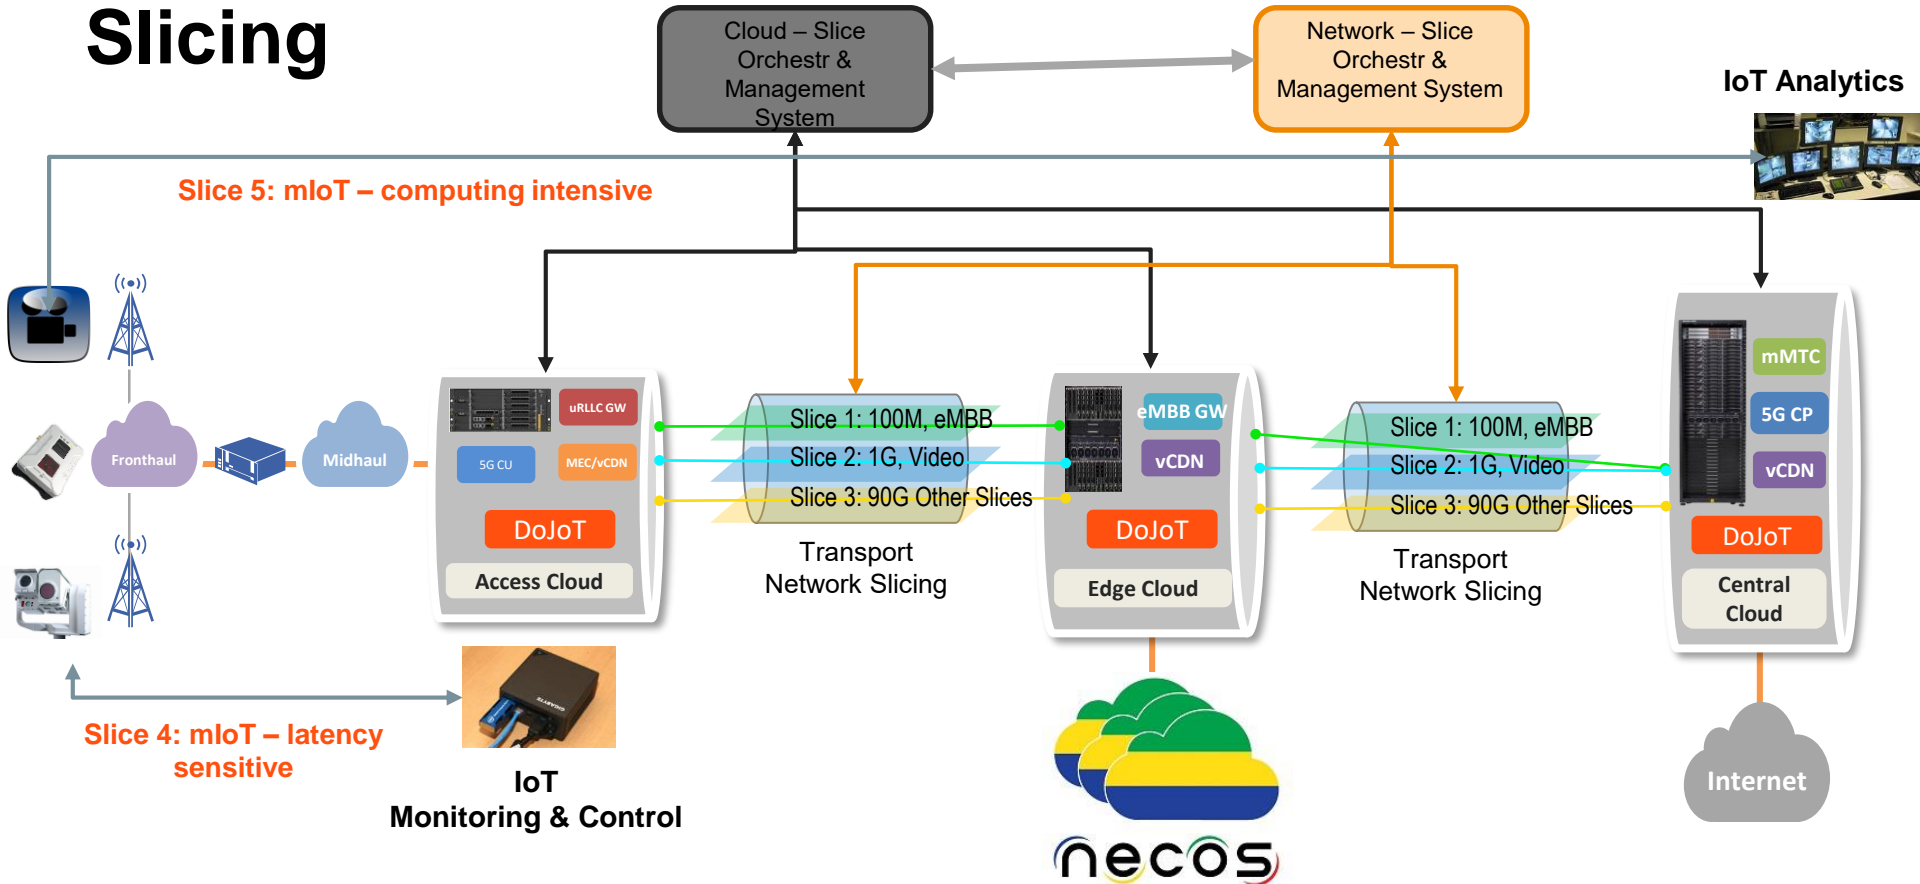 Slicing
Cloud – Slice
Orchestr &
Management
System
Network – Slice
Orchestr &
Management System
IoT Analytics
Slice 5: mIoT – computing intensive
Fronthaul
Midhaul
uRLLC GW
5G CU
MEC/vCDN
DoJoT
Access Cloud
Slice 1: 100M, eMBB
Slice 2: 1G, Video
Slice 3: 90G Other Slices
Transport
Network Slicing
eMBB GW
vCDN
DoJoT
Edge Cloud
Slice 1: 100M, eMBB
Slice 2: 1G, Video
Slice 3: 90G Other Slices
Transport
Network Slicing
mMTC
5G CP
vCDN
DoJoT
Central
Cloud
Slice 4: mIoT – latency
sensitive
GIGABYTE
IoT
Monitoring & Control
necos
Internet